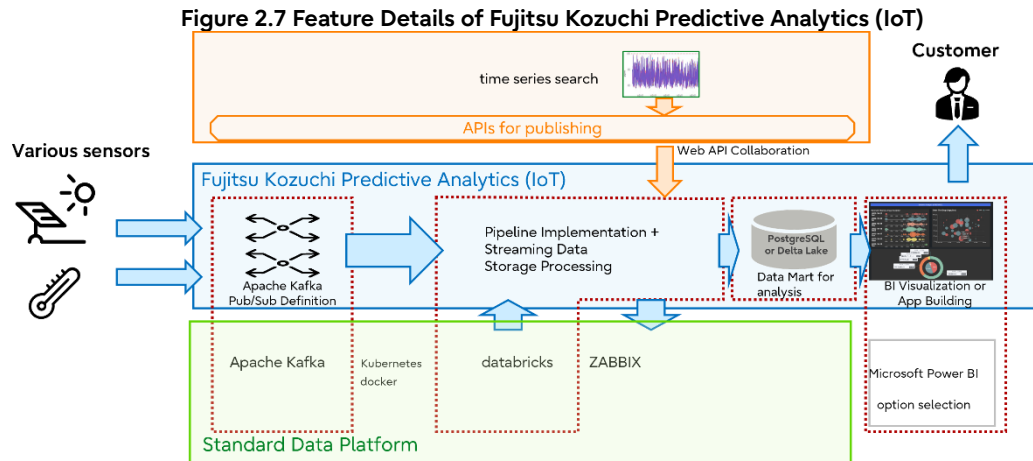 Figure 2.7 Feature Details of Fujitsu Kozuchi Predictive Analytics (IoT)
Customer
time series search
APIs for publishing
Web API Collaboration
Various sensors
Fujitsu Kozuchi Predictive Analytics (IoT)
Pipeline Implementation +
Streaming Data
Storage Processing
PostgreSQL
or Delta Lake
Data Mart for
analysis
Apache Kafka
Pub/Sub Definition
BI Visualization or
App Building
Apache Kafka
Kubernetes
docker
databricks
ZABBIX
Microsoft Power BI
option selection
Standard Data Platform